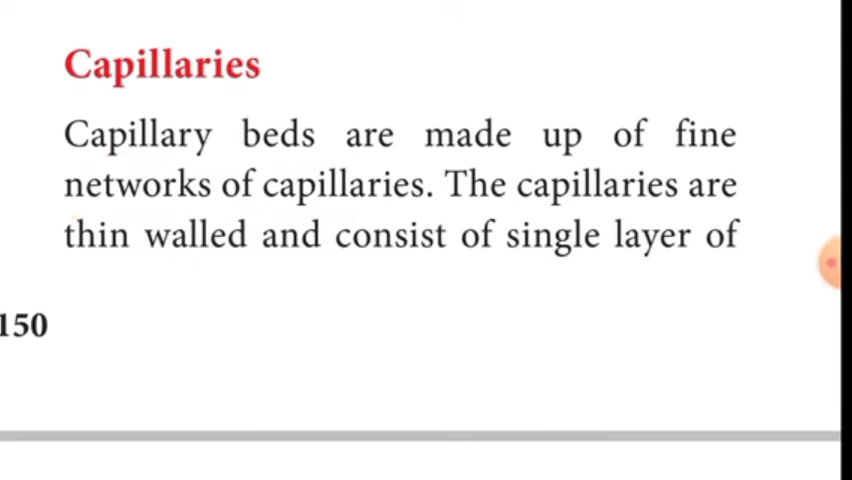 Capillaries
Capillary beds are made up of fine
networks of capillaries. The capillaries are
thin walled and consist of single layer of
150